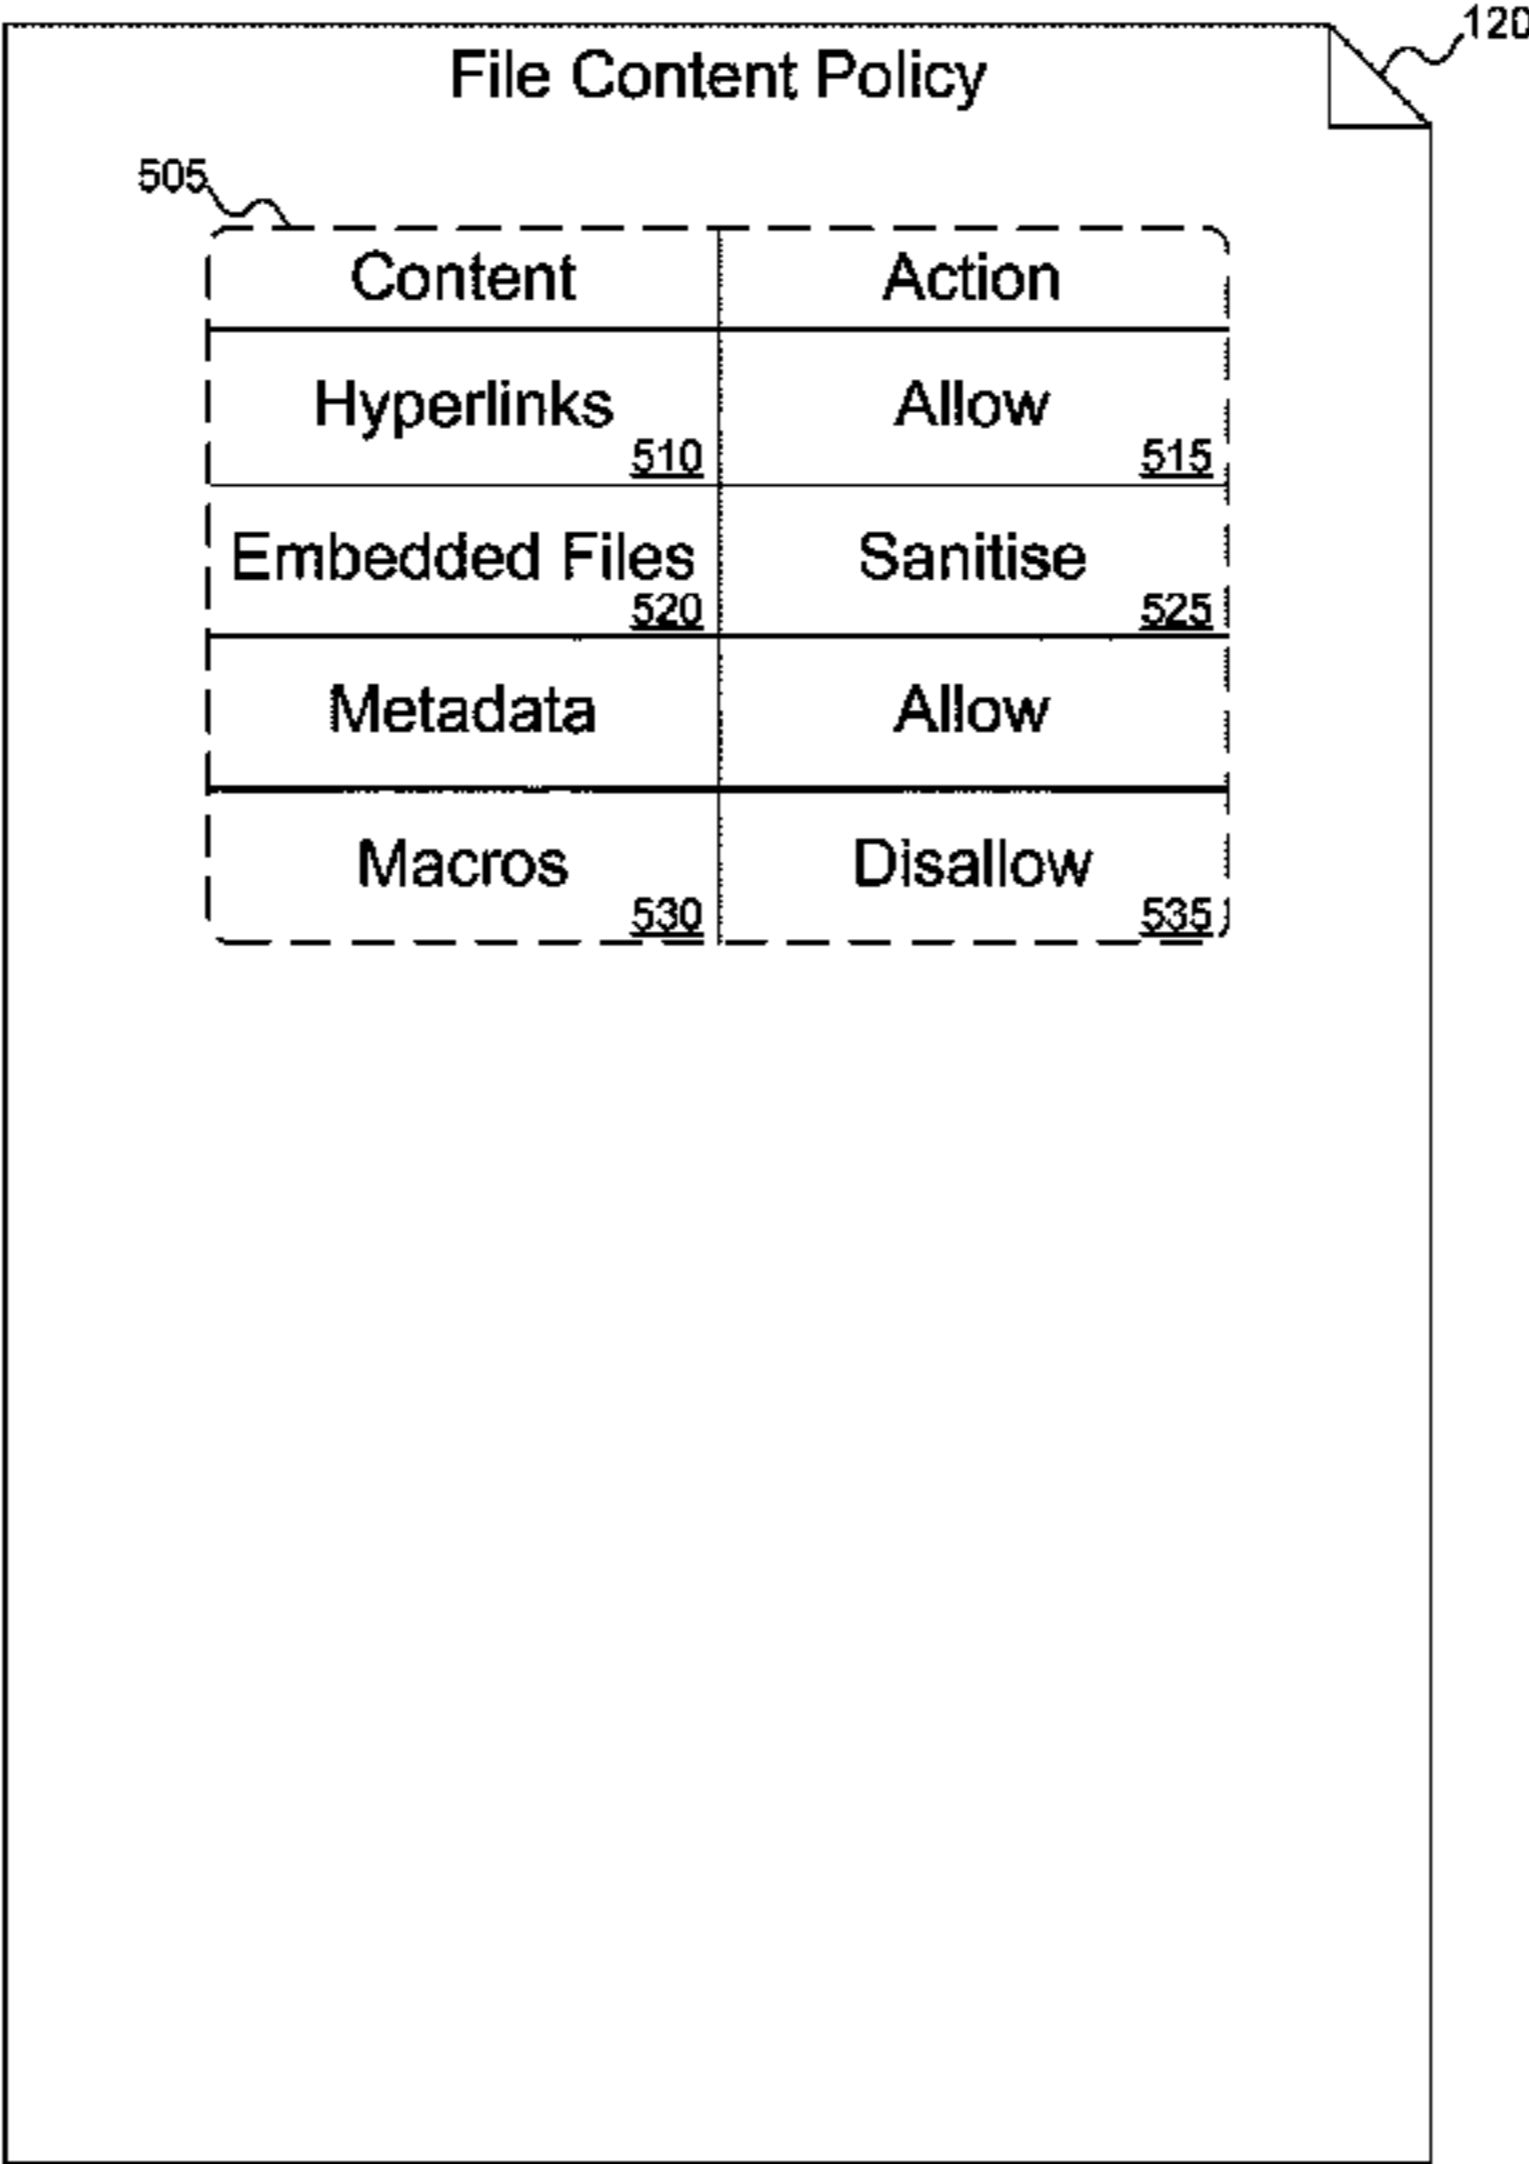 120
File Content Policy
505
Content Action
Hyperlinks Allow
510 515
Embedded Files Sanitise
520 525
Metadata Allow
Macros Disallow
530 535